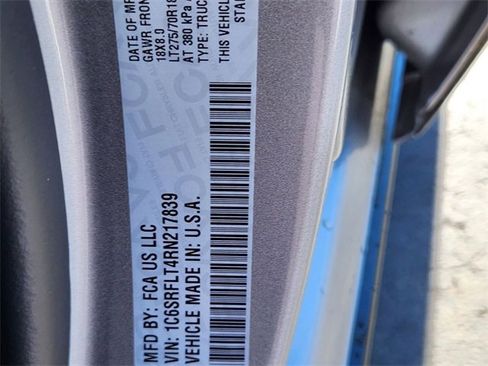 DATE OF MF
GAWR FRON
18X8.0
LT275/70R18
AT 380 KPA
TYPE: TRUC
THIS VEHICLE
STA
MFD BY: FCA US LLC
VIN: 1C6SRFLT4RN217839
VEHICLE MADE IN: U.S.A.